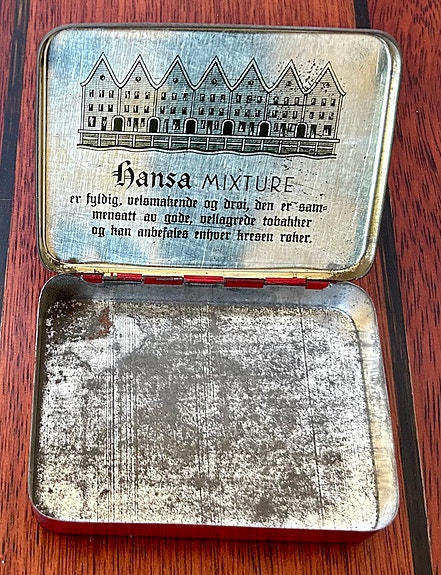 Hansa MIXTURE
er fyldig, velsmakende og drøi, den er sam=
mensatt av gode, vellagrede tobakker
og kan anbefales enhver kresen røker.